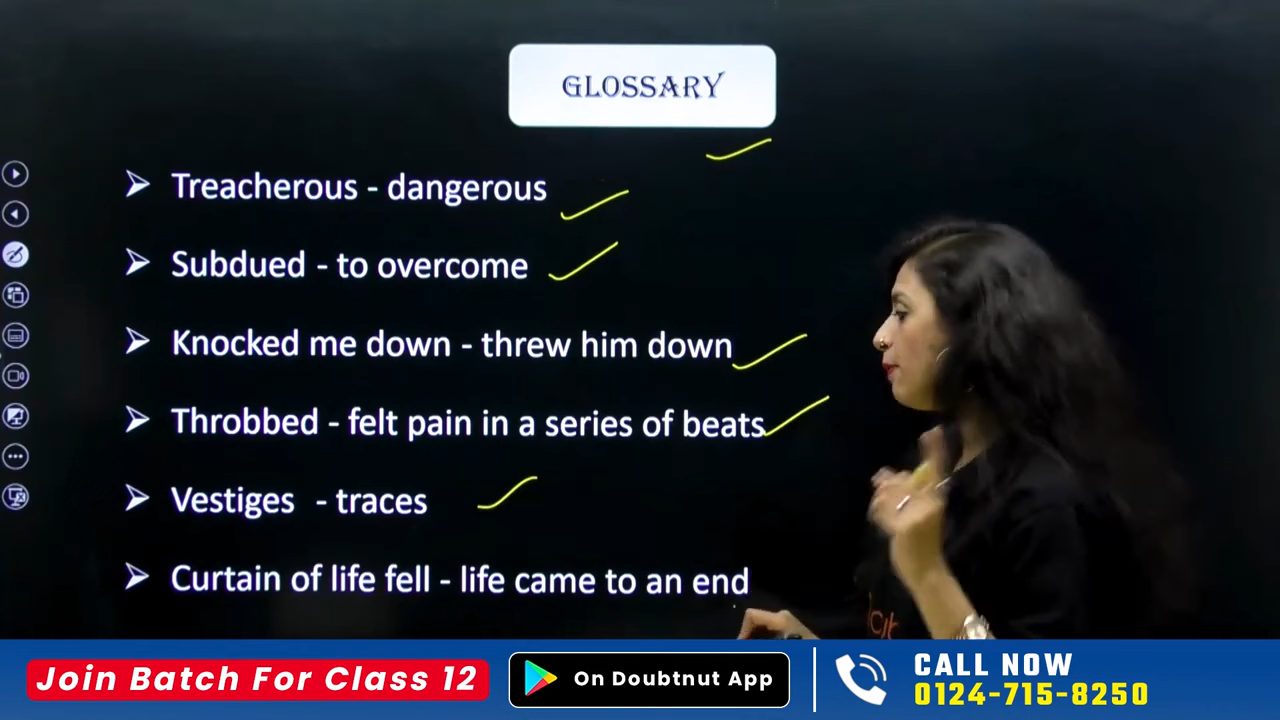 GLOSSARY
Treacherous - dangerous
Subdued - to overcome
Knocked me down - threw him down
Throbbed - felt pain in a series of beats
Vestiges - traces
Curtain of life fell - life came to an end
Join Batch For Class 12
On Doubtnut App
CALL NOW
0124-715-8250